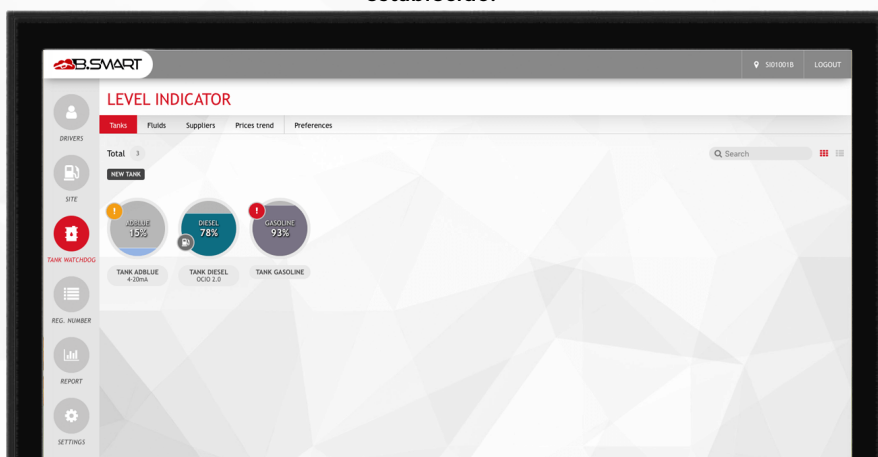 B.SMART
SI01001B LOGOUT
LEVEL INDICATOR
Tanks Fluids Suppliers Prices trend Preferences
Total 3
Search
NEW TANK
DRIVERS
SITE
TANK WATCHDOG
REG. NUMBER
REPORT
SETTINGS
ADBLUE
15%
DIESEL
78%
GASOLINE
93%
TANK ADBLUE
4-20mA
TANK DIESEL
OCIO 2.0
TANK GASOLINE